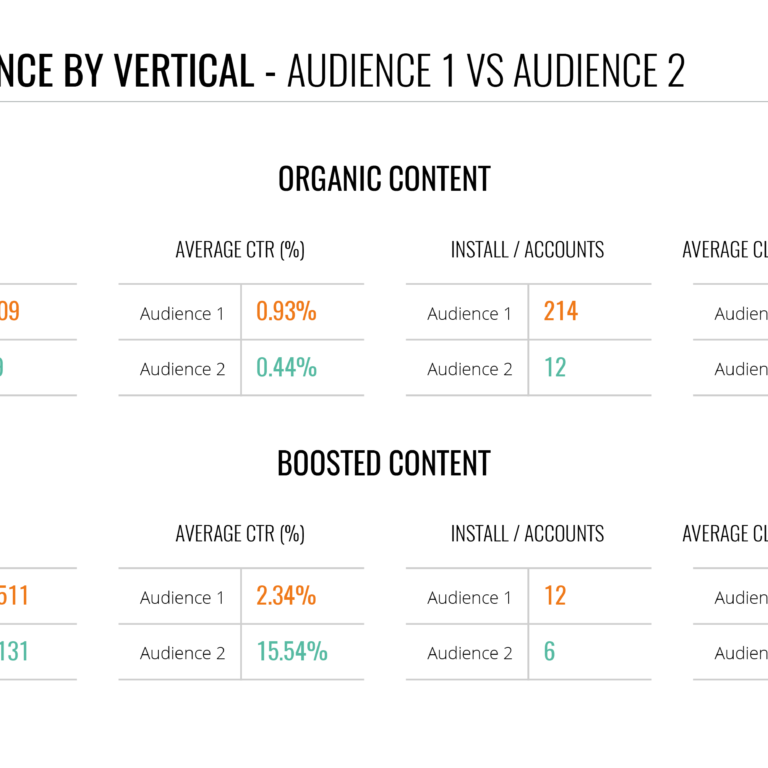 NCE BY VERTICAL - AUDIENCE 1 VS AUDIENCE 2
ORGANIC CONTENT
AVERAGE CTR (%) INSTALL / ACCOUNTS AVERAGE CL
09 Audience 1 0.93% Audience 1 214 Audien
9 Audience 2 0.44% Audience 2 12 Audien
BOOSTED CONTENT
AVERAGE CTR (%) INSTALL / ACCOUNTS AVERAGE CL
511 Audience 1 2.34% Audience 1 12 Audien
131 Audience 2 15.54% Audience 2 6 Audien